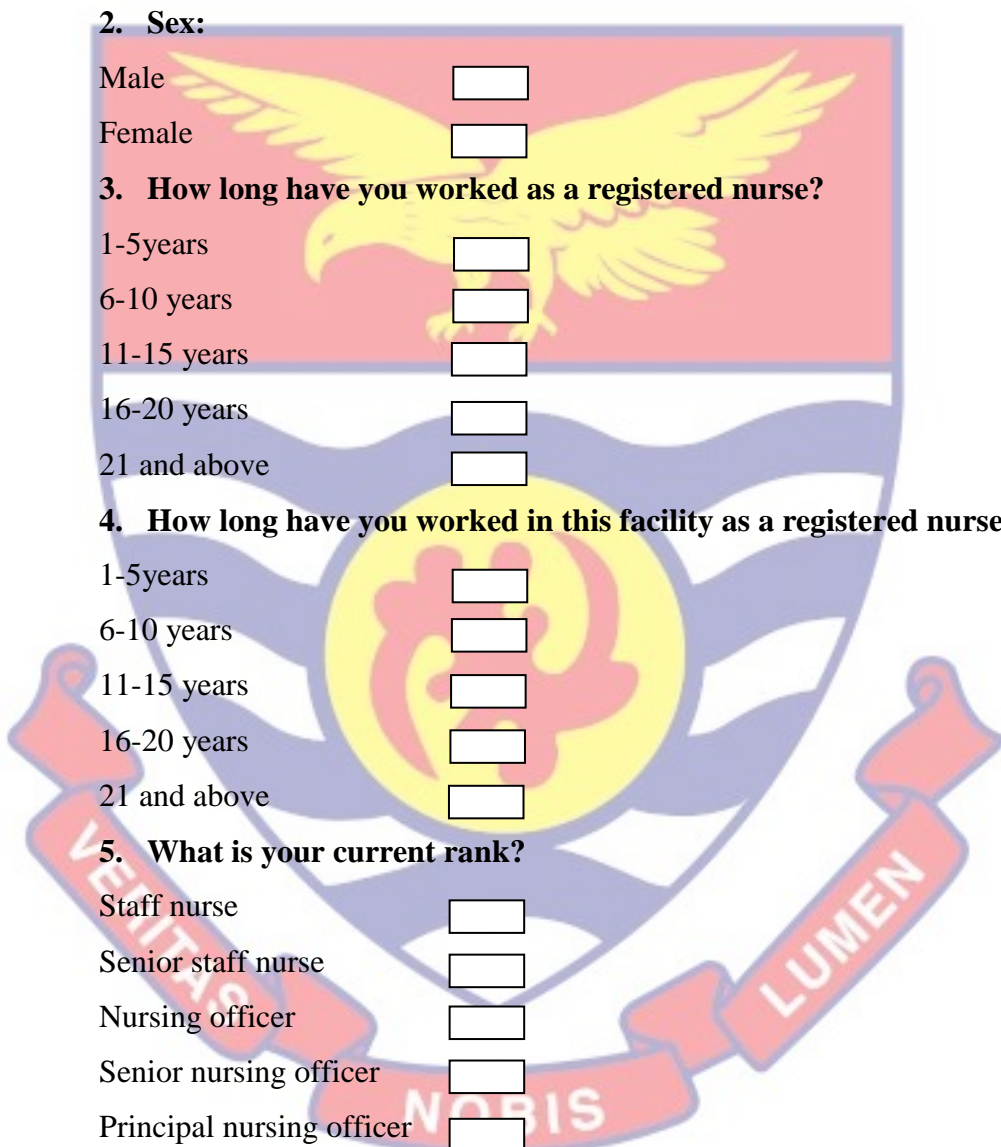 2. Sex:
Male
Female
3. How long have you worked as a registered nurse?
1-5years
6-10 years
11-15 years
16-20 years
21 and above
4. How long have you worked in this facility as a registered nurse
1-5years
6-10 years
11-15 years
16-20 years
21 and above
5. What is your current rank?
Staff nurse
Senior staff nurse
Nursing officer
Senior nursing officer
Principal nursing officer
VERITAS
NOBIS
LUMEN